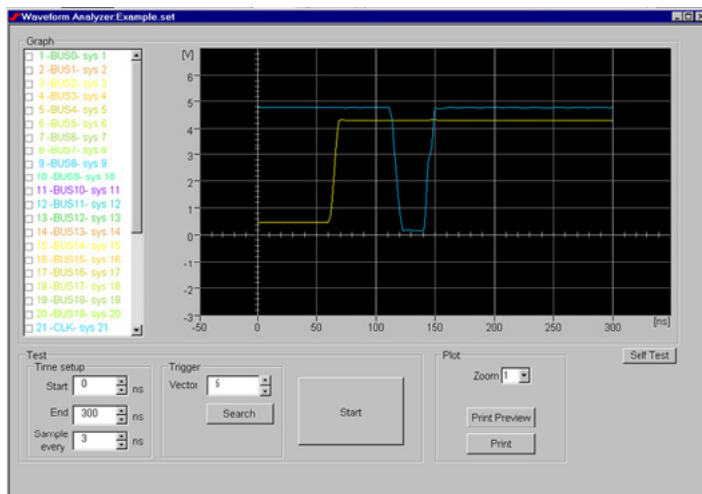 Waveform Analyzer:Example.set
Graph
1 -BUS0- sys 1
2 -BUS1- sys 2
3 -BUS2- sys 3
4 -BUS3- sys 4
5 -BUS4- sys 5
6 -BUS5- sys 6
7 -BUS6- sys 7
8 -BUS7- sys 8
9 -BUS8- sys 9
10 -BUS9- sys 10
11 -BUS10- sys 11
12 -BUS11- sys 12
13 -BUS12- sys 13
14 -BUS13- sys 14
15 -BUS14- sys 15
16 -BUS15- sys 16
17 -BUS16- sys 17
18 -BUS17- sys 18
19 -BUS18- sys 19
20 -BUS19- sys 20
21 -CLK- sys 21
[V]
6
5
4
3
2
1
0
-1
-2
-3
-50 0 50 100 150 200 250 300 [ns]
Test
Time setup
Start 0 ns
End 300 ns
Sample every 3 ns
Trigger
Vector 5
Search
Start
Plot
Zoom 1
Print Preview
Print
Self Test